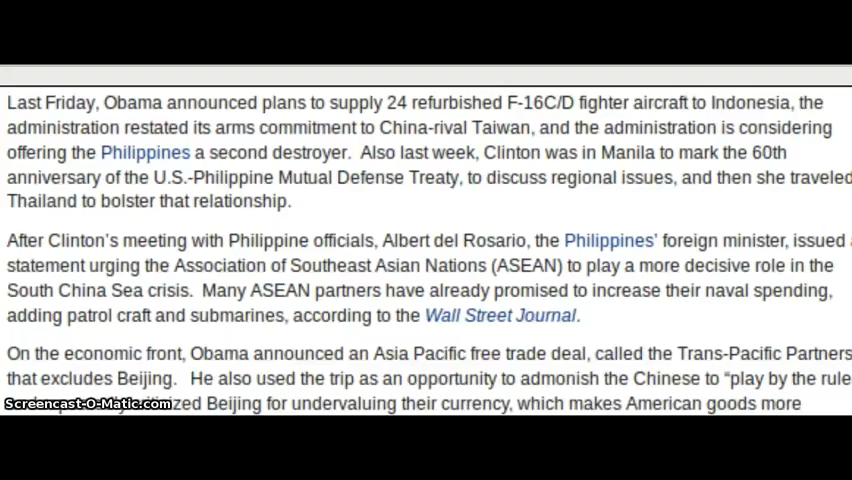 Last Friday, Obama announced plans to supply 24 refurbished F-16C/D fighter aircraft to Indonesia, the
administration restated its arms commitment to China-rival Taiwan, and the administration is considering
offering the Philippines a second destroyer.  Also last week, Clinton was in Manila to mark the 60th
anniversary of the U.S.-Philippine Mutual Defense Treaty, to discuss regional issues, and then she traveled
Thailand to bolster that relationship.
After Clinton's meeting with Philippine officials, Albert del Rosario, the Philippines' foreign minister, issued
statement urging the Association of Southeast Asian Nations (ASEAN) to play a more decisive role in the
South China Sea crisis.  Many ASEAN partners have already promised to increase their naval spending,
adding patrol craft and submarines, according to the Wall Street Journal.
On the economic front, Obama announced an Asia Pacific free trade deal, called the Trans-Pacific Partners
that excludes Beijing.   He also used the trip as an opportunity to admonish the Chinese to “play by the rule
Beijing for undervaluing their currency, which makes American goods more
Screencast-O-Matic.com